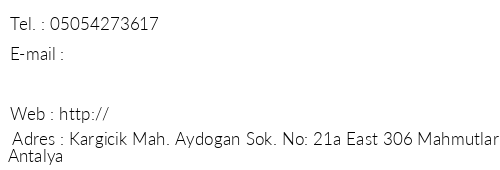 Tel. : 05054273617
E-mail :
Web : http://
Adres : Kargicik Mah. Aydogan Sok. No: 21a East 306 Mahmutlar
Antalya